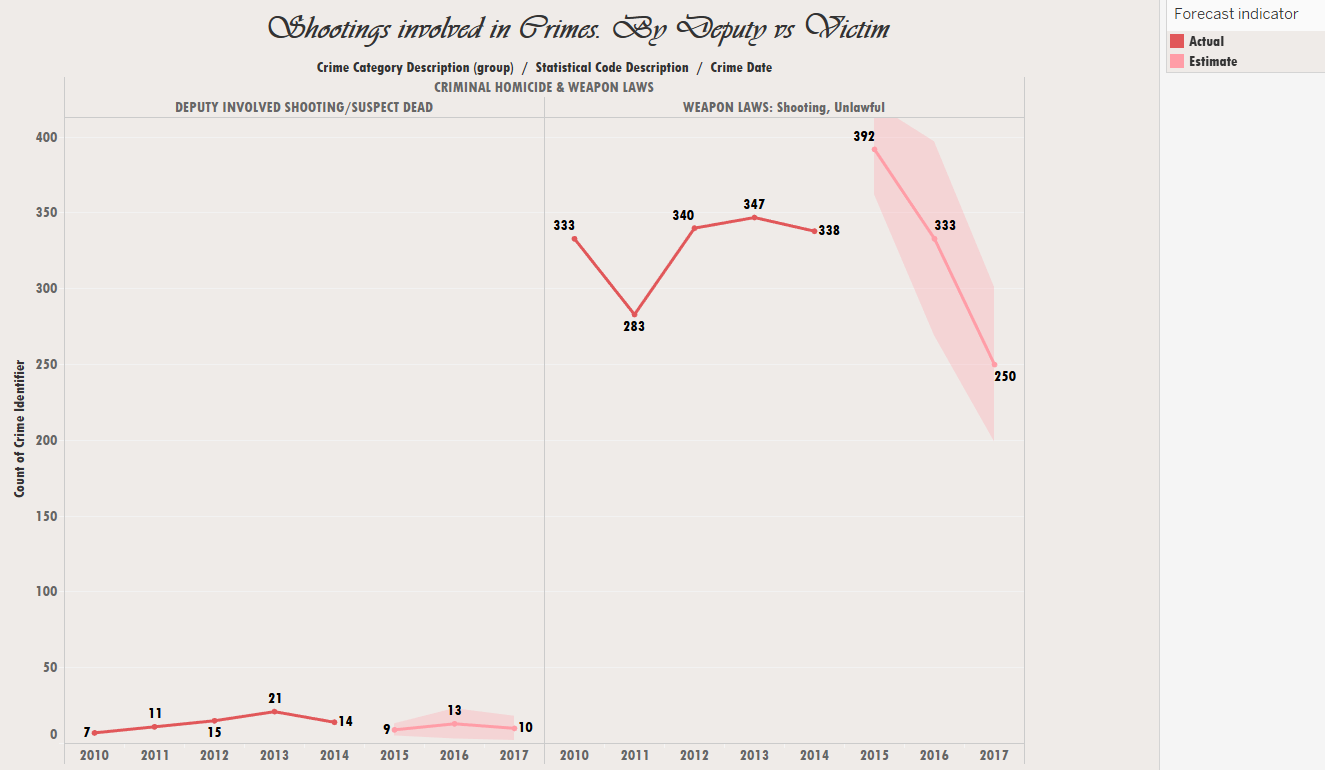 Shootings involved in Crimes. By Deputy vs Victim
Forecast indicator
Actual
Estimate
Crime Category Description (group) / Statistical Code Description / Crime Date
CRIMINAL HOMICIDE & WEAPON LAWS
DEPUTY INVOLVED SHOOTING/SUSPECT DEAD
WEAPON LAWS: Shooting, Unlawful
Count of Crime Identifier
400
350
300
250
200
150
100
50
0
7
11
15
21
14
9
13
10
333
283
340
347
338
392
333
250
2010 2011 2012 2013 2014 2015 2016 2017 2010 2011 2012 2013 2014 2015 2016 2017